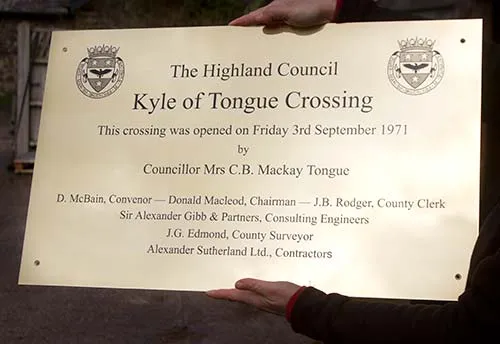 The Highland Council
Kyle of Tongue Crossing
This crossing was opened on Friday 3rd September 1971
by
Councillor Mrs C.B. Mackay Tongue
D. McBain, Convenor — Donald Macleod, Chairman — J.B. Rodger, County Clerk
Sir Alexander Gibb & Partners, Consulting Engineers
J.G. Edmond, County Surveyor
Alexander Sutherland Ltd., Contractors